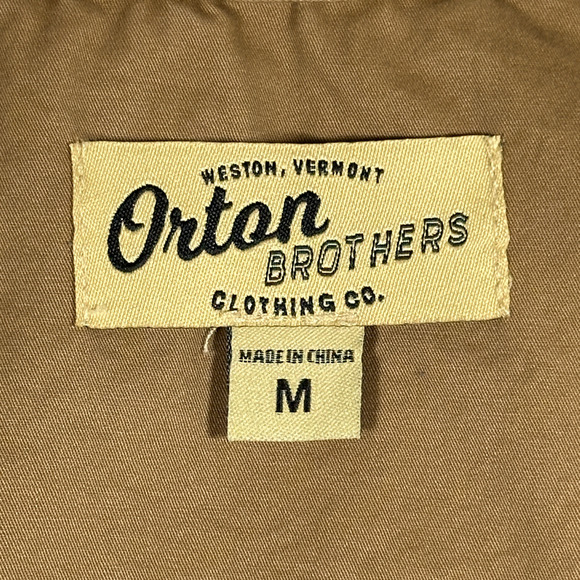 WESTON, VERMONT
Orton
BROTHERS
CLOTHING CO.
MADE IN CHINA
M